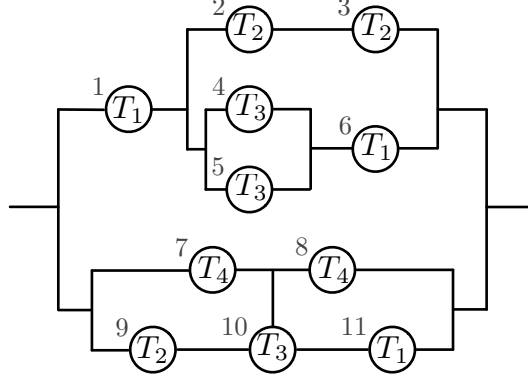 2 T₂ 3 T₂
1 T₁ 4 T₃
6 T₁
5 T₃
7 T₄ 8 T₄
9 T₂ 10 T₃ 11 T₁